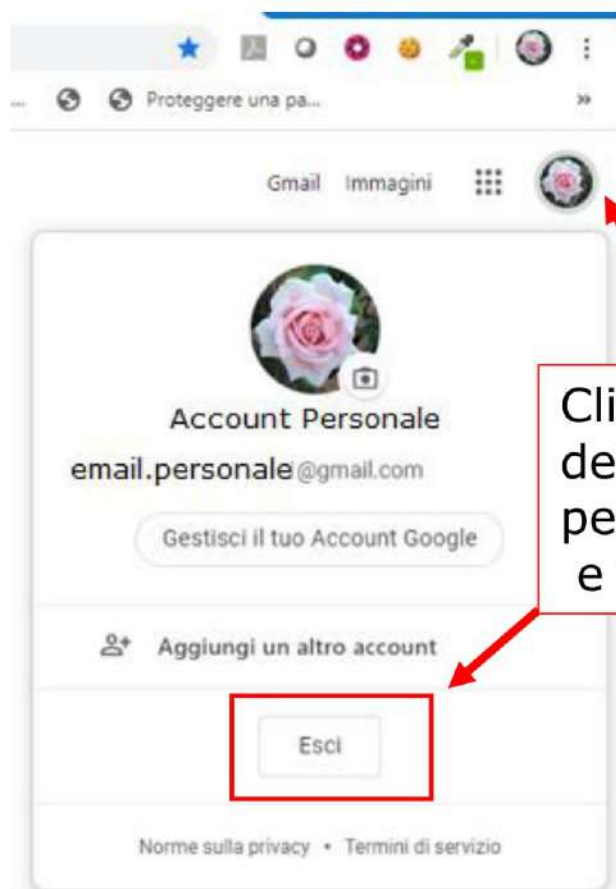 Proteggere una pa...
Gmail Immagini
Account Personale
email.personale@gmail.com
Gestisci il tuo Account Google
Aggiungi un altro account
Esci
Norme sulla privacy • Termini di servizio
Cli
de
pe
e